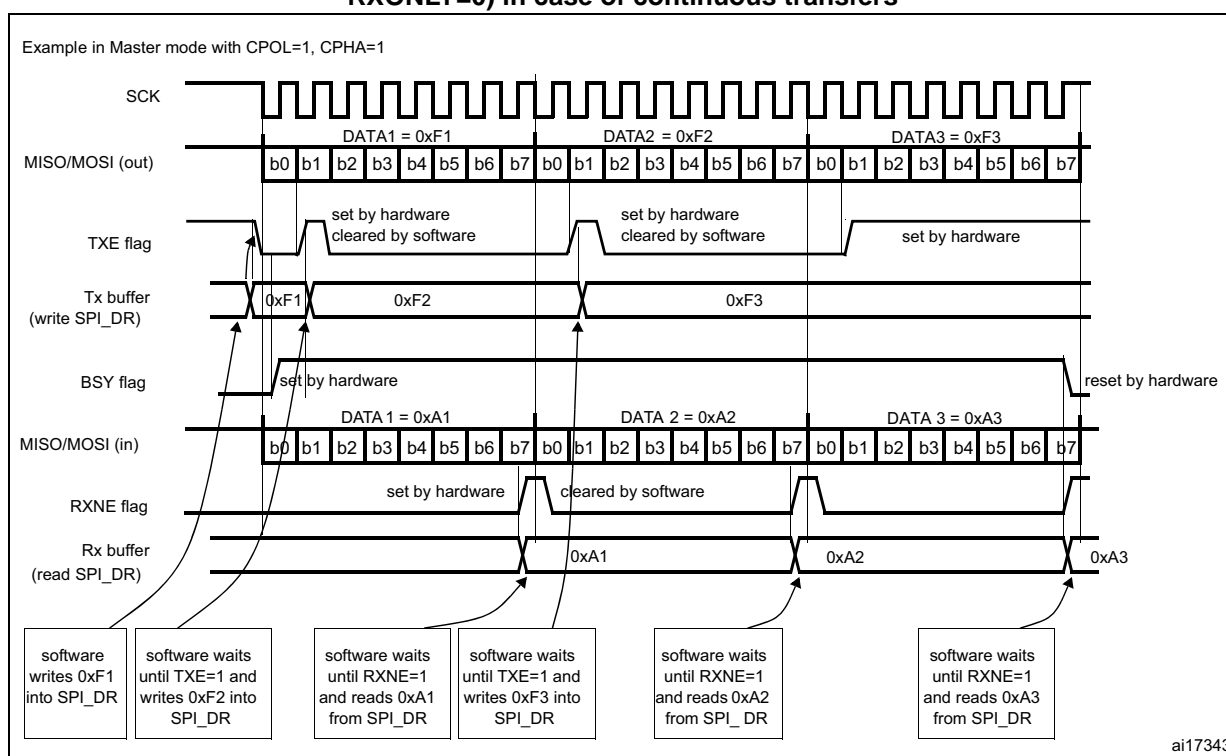 RXONLY=0) in case of continuous transfers
Example in Master mode with CPOL=1, CPHA=1
SCK
DATA1 = 0xF1
DATA2 = 0xF2
DATA3 = 0xF3
MISO/MOSI (out)
b0 b1 b2 b3 b4 b5 b6 b7 b0 b1 b2 b3 b4 b5 b6 b7 b0 b1 b2 b3 b4 b5 b6 b7
TXE flag
set by hardware
cleared by software
set by hardware
cleared by software
set by hardware
Tx buffer
(write SPI_DR)
0xF1
0xF2
0xF3
BSY flag
set by hardware
reset by hardware
DATA 1 = 0xA1
DATA 2 = 0xA2
DATA 3 = 0xA3
MISO/MOSI (in)
b0 b1 b2 b3 b4 b5 b6 b7 b0 b1 b2 b3 b4 b5 b6 b7 b0 b1 b2 b3 b4 b5 b6 b7
RXNE flag
set by hardware
cleared by software
Rx buffer
(read SPI_DR)
0xA1
0xA2
0xA3
software
writes 0xF1
into SPI_DR
software waits
until TXE=1 and
writes 0xF2 into
SPI_DR
software waits
until RXNE=1
and reads 0xA1
from SPI_DR
software waits
until TXE=1 and
writes 0xF3 into
SPI_DR
software waits
until RXNE=1
and reads 0xA2
from SPI_ DR
software waits
until RXNE=1
and reads 0xA3
from SPI_DR
ai17343